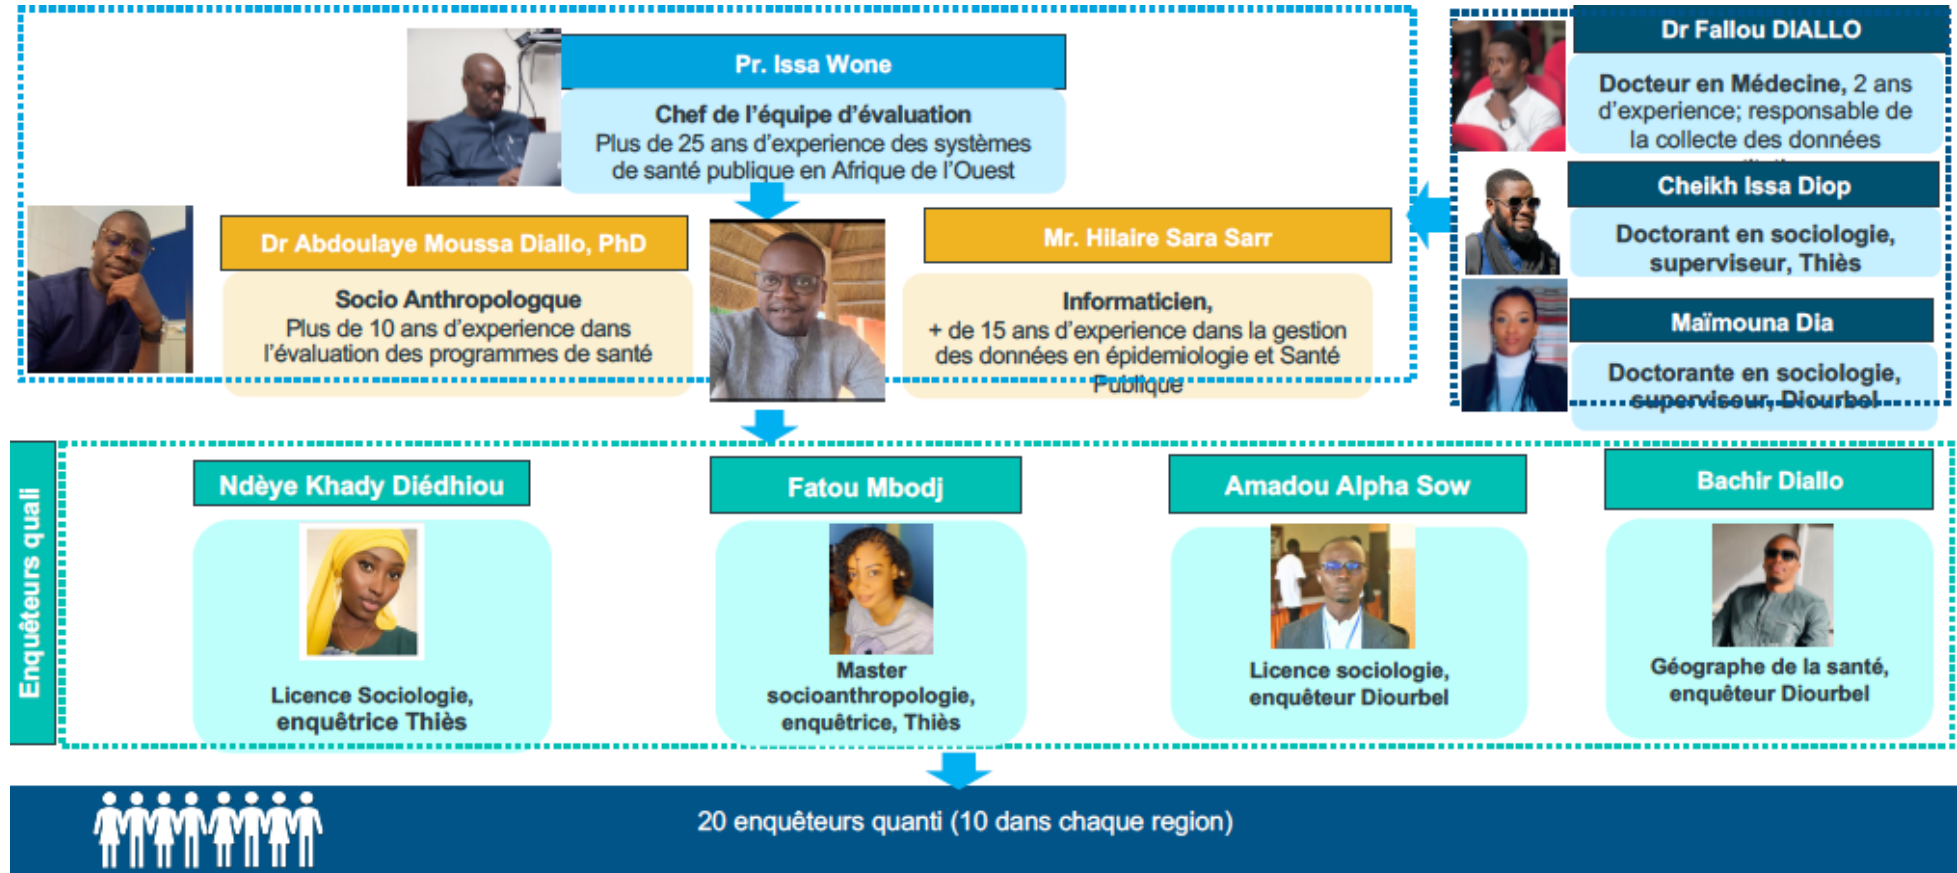 Pr. Issa Wone
Chef de l'équipe d'évaluation
Plus de 25 ans d'experience des systèmes
de santé publique en Afrique de l'Ouest
Dr Abdoulaye Moussa Diallo, PhD
Socio Anthropologque
Plus de 10 ans d'experience dans
l'évaluation des programmes de santé
Mr. Hilaire Sara Sarr
Informaticien,
+ de 15 ans d'experience dans la gestion
des données en épidemiologie et Santé
Publique
Dr Fallou DIALLO
Docteur en Médecine, 2 ans
d'experience; responsable de
la collecte des données
Cheikh Issa Diop
Doctorant en sociologie,
superviseur, Thiès
Maïmouna Dia
Doctorante en sociologie,
superviseur, Diourbel
Enquêteurs quali
Ndèye Khady Diédhiou
Licence Sociologie,
enquêtrice Thiès
Fatou Mbodj
Master
socioanthropologie,
enquêtrice, Thiès
Amadou Alpha Sow
Licence sociologie,
enquêteur Diourbel
Bachir Diallo
Géographe de la santé,
enquêteur Diourbel
20 enquêteurs quanti (10 dans chaque region)